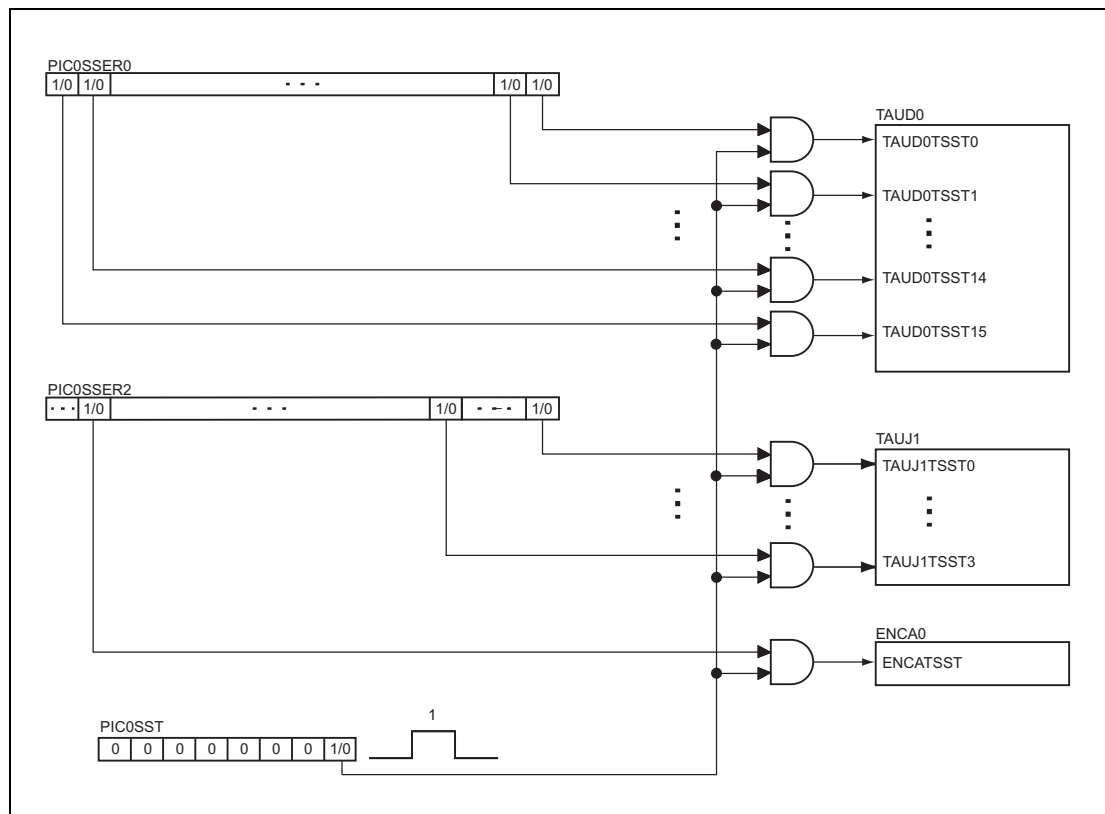 PIC0SSER0
1/0 1/0 - - - 1/0 1/0
TAUD0
TAUD0TSST0
TAUD0TSST1
TAUD0TSST14
TAUD0TSST15
PIC0SSER2
- - - 1/0 - - - 1/0 - - - 1/0
TAUJ1
TAUJ1TSST0
TAUJ1TSST3
ENCA0
ENCATSST
PIC0SST
1
0 0 0 0 0 0 0 1/0